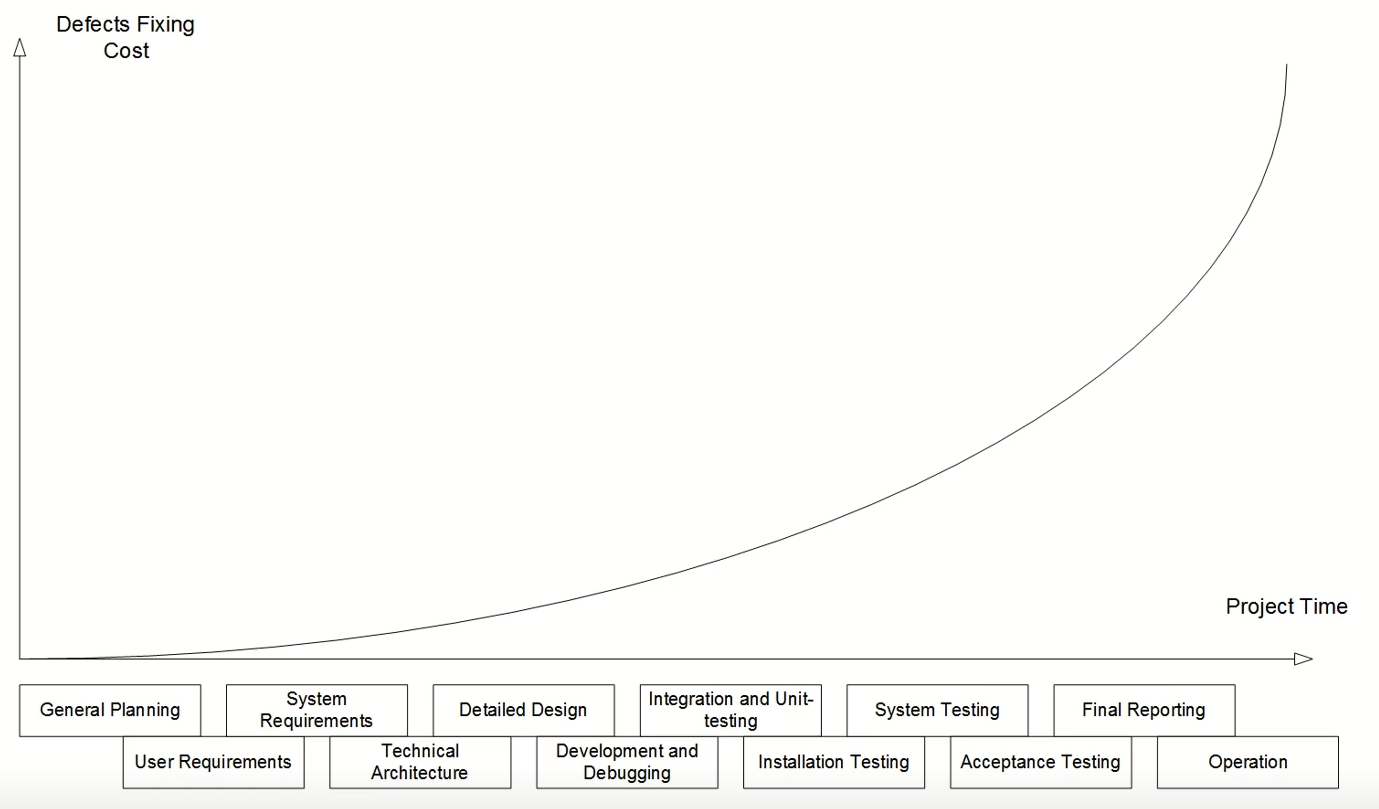 Defects Fixing
Cost
Project Time
General Planning
System
Requirements
Detailed Design
Integration and Unit-
testing
System Testing
Final Reporting
User Requirements
Technical
Architecture
Development and
Debugging
Installation Testing
Acceptance Testing
Operation